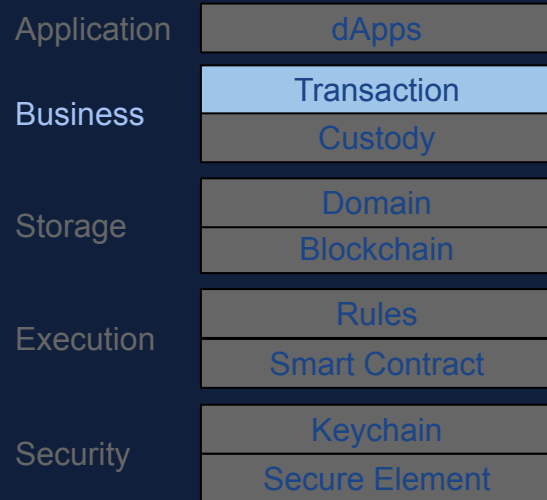 Application
dApps
Business
Transaction
Custody
Storage
Domain
Blockchain
Execution
Rules
Smart Contract
Security
Keychain
Secure Element